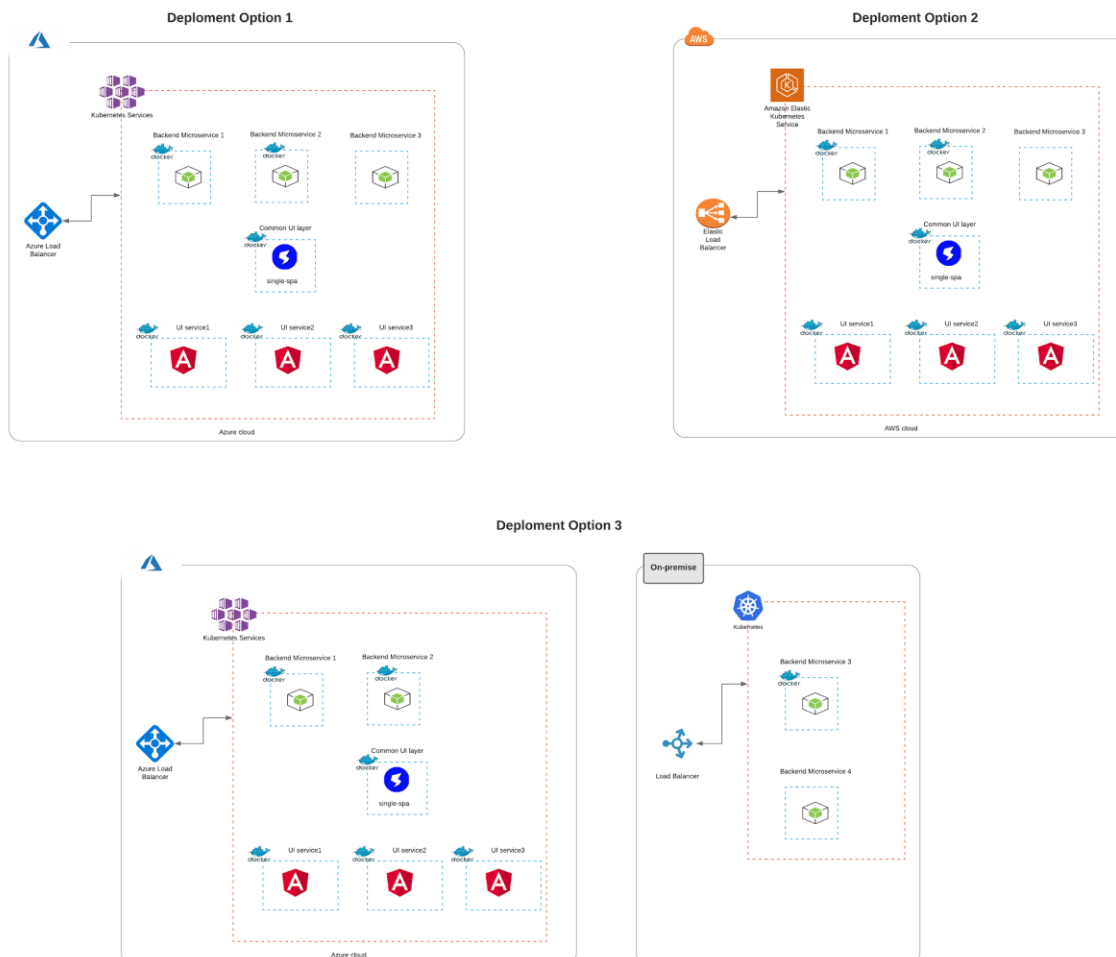 Deploment Option 1
Kubernetes Services
Backend Microservice 1
Backend Microservice 2
Backend Microservice 3
docker
docker
Azure Load
Balancer
Common UI layer
docker
single-spa
UI service1
UI service2
UI service3
docker
docker
docker
Azure cloud
Deploment Option 2
AWS
Amazon Elastic
Kubernetes
Service
Backend Microservice 1
Backend Microservice 2
Backend Microservice 3
docker
docker
Elastic
Load
Balancer
Common UI layer
docker
single-spa
UI service1
UI service2
UI service3
docker
docker
docker
AWS cloud
Deploment Option 3
Kubernetes Services
Backend Microservice 1
Backend Microservice 2
docker
docker
Azure Load
Balancer
Common UI layer
docker
single-spa
UI service1
UI service2
UI service3
docker
docker
docker
Azure cloud
On-premise
Kubernetes
Backend Microservice 3
docker
Load Balancer
Backend Microservice 4